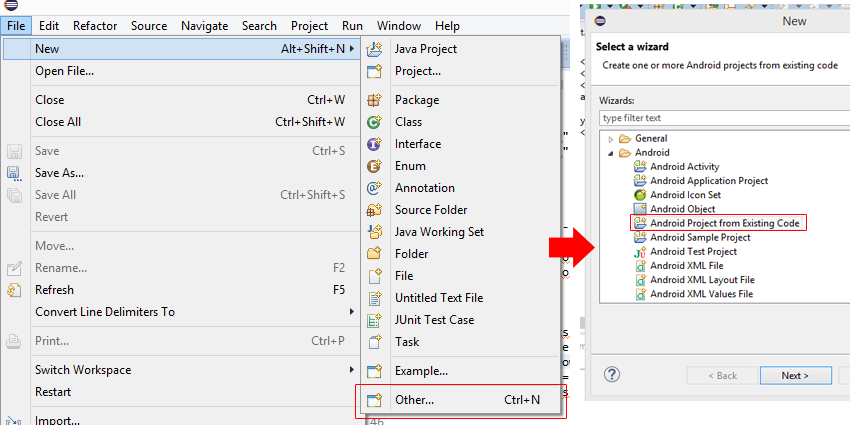 File Edit Refactor Source Navigate Search Project Run Window Help
New Alt+Shift+N
Open File...
Close Ctrl+W
Close All Ctrl+Shift+W
Save Ctrl+S
Save As...
Save All Ctrl+Shift+S
Revert
Move...
Rename... F2
Refresh F5
Convert Line Delimiters To
Print... Ctrl+P
Switch Workspace
Restart
Import...
Java Project
Project...
Package
Class
Interface
Enum
Annotation
Source Folder
Java Working Set
Folder
File
Untitled Text File
JUnit Test Case
Task
Example...
Other... Ctrl+N
46
New
Select a wizard
Create one or more Android projects from existing code
Wizards:
type filter text
General
Android
Android Activity
Android Application Project
Android Icon Set
Android Object
Android Project from Existing Code
Android Sample Project
Android Test Project
Android XML File
Android XML Layout File
Android XML Values File
< Back Next >